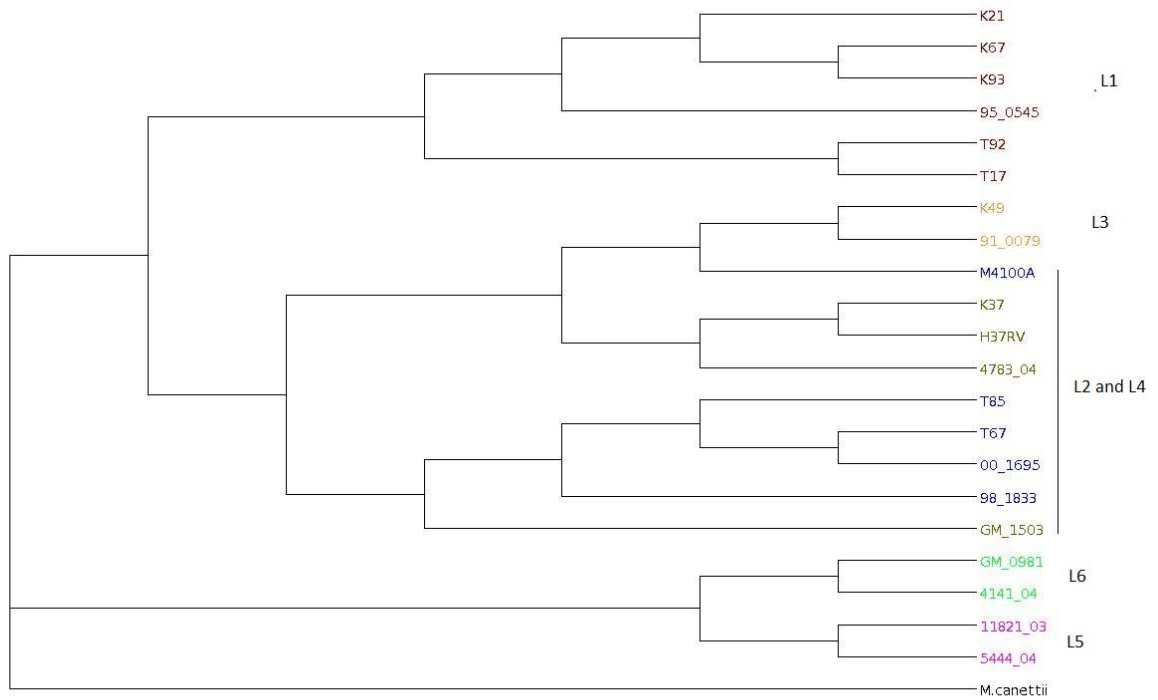 K21
K67
K93
L1
95_0545
T92
T17
K49
L3
91_0079
M4100A
K37
H37RV
4783_04
L2 and L4
T85
T67
00_1695
98_1833
GM_1503
GM_0981
L6
4141_04
11821_03
L5
5444_04
M.canettii